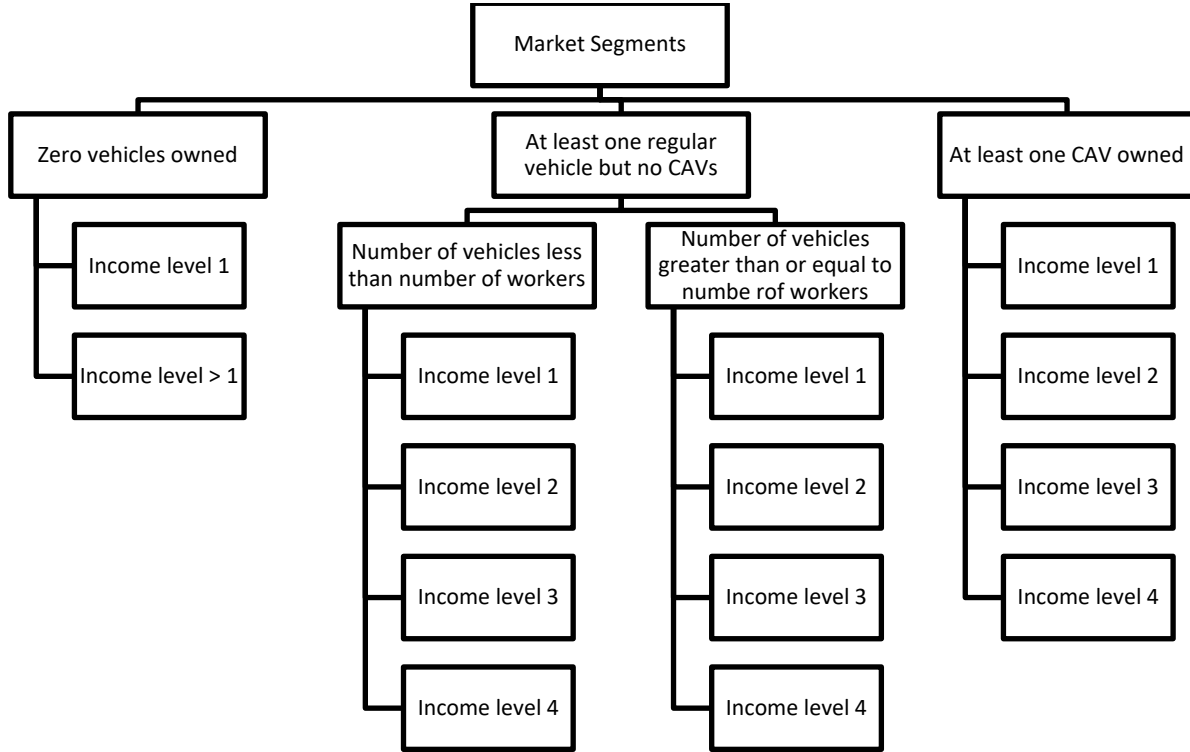 Market Segments
Zero vehicles owned
Income level 1
Income level > 1
At least one regular
vehicle but no CAVs
Number of vehicles less
than number of workers
Income level 1
Income level 2
Income level 3
Income level 4
Number of vehicles
greater than or equal to
numbe rof workers
Income level 1
Income level 2
Income level 3
Income level 4
At least one CAV owned
Income level 1
Income level 2
Income level 3
Income level 4